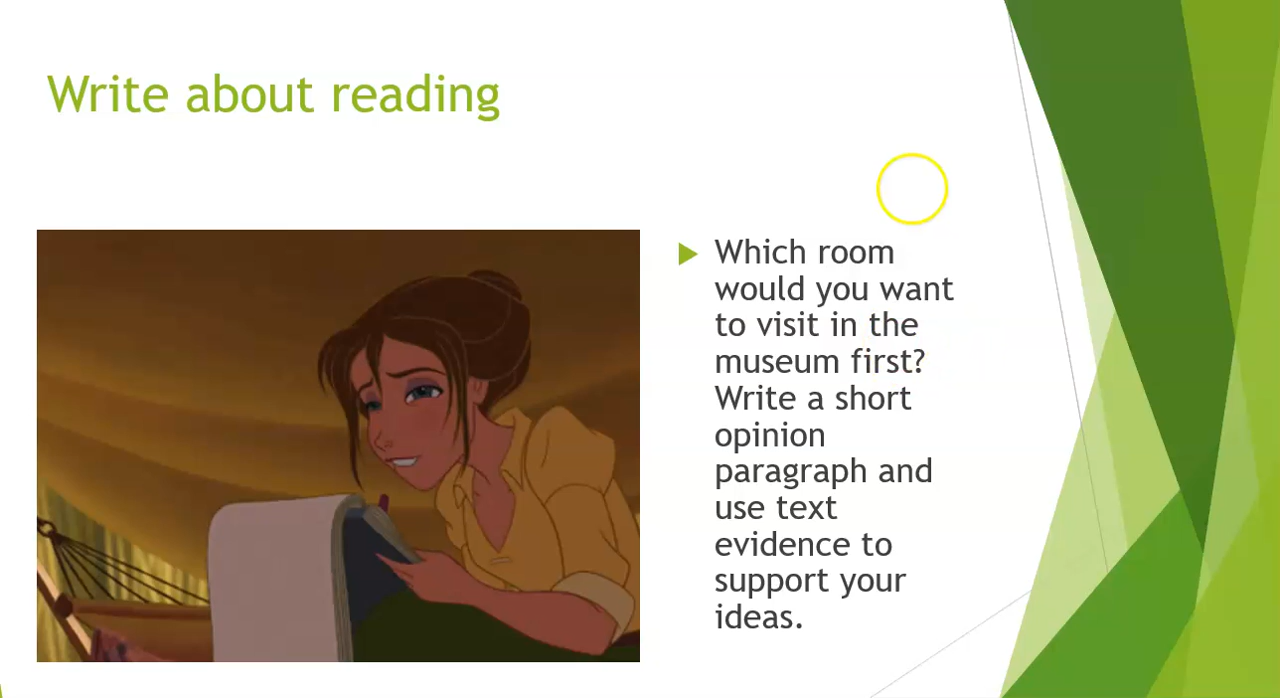 Write about reading
Which room
would you want
to visit in the
museum first?
Write a short
opinion
paragraph and
use text
evidence to
support your
ideas.